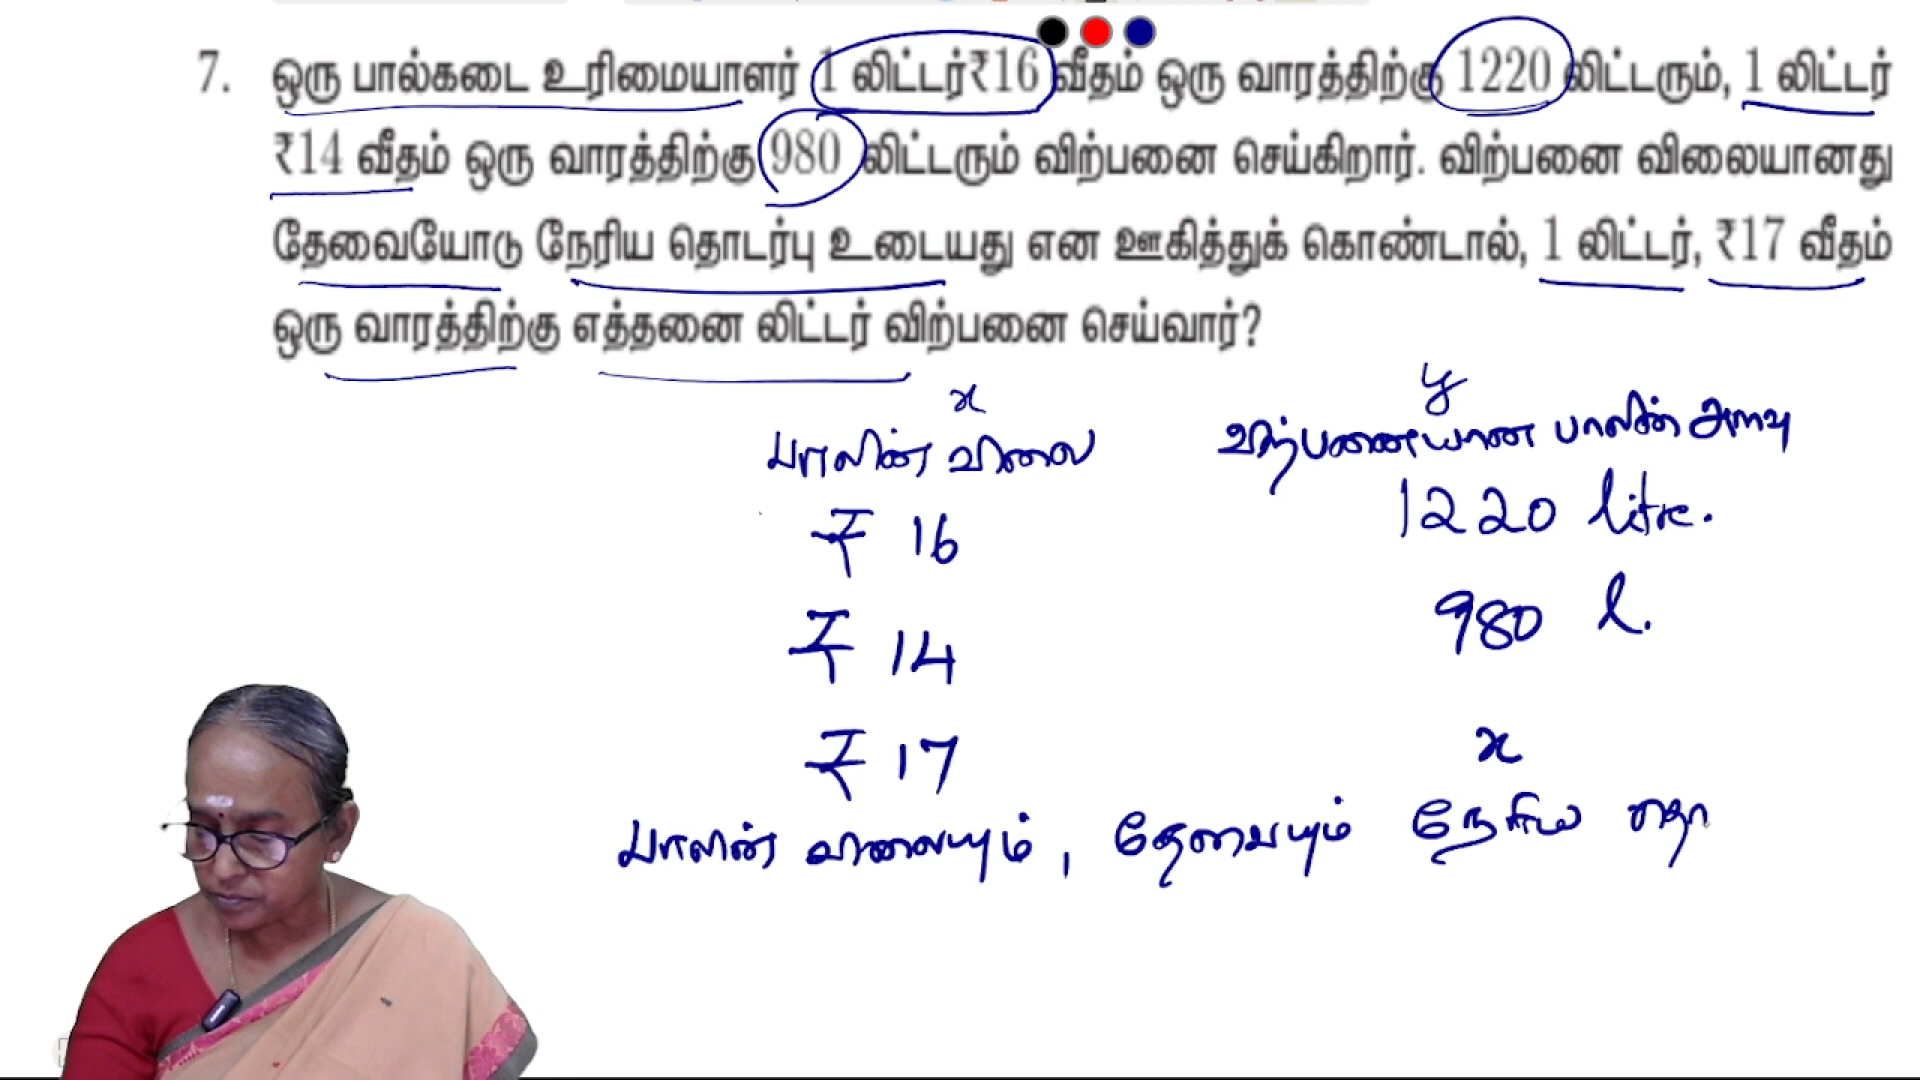 7. ஒரு பால்கடை உரிமையாளர் 1 லிட்டர்₹16 வீதம் ஒரு வாரத்திற்கு 1220 லிட்டரும், 1 லிட்டர்
₹14 வீதம் ஒரு வாரத்திற்கு 980 லிட்டரும் விற்பனை செய்கிறார். விற்பனை விலையானது
தேவையோடு நேரிய தொடர்பு உடையது என ஊகித்துக் கொண்டால், 1 லிட்டர், ₹17 வீதம்
ஒரு வாரத்திற்கு எத்தனை லிட்டர் விற்பனை செய்வார்?
x y
பாலின் விலை விற்பனையான பாலின் அளவு
₹ 16 1220 litre.
₹ 14 980 l.
₹ 17 x
பாலின் விலையும் , தேவையும் நேரிய தொ